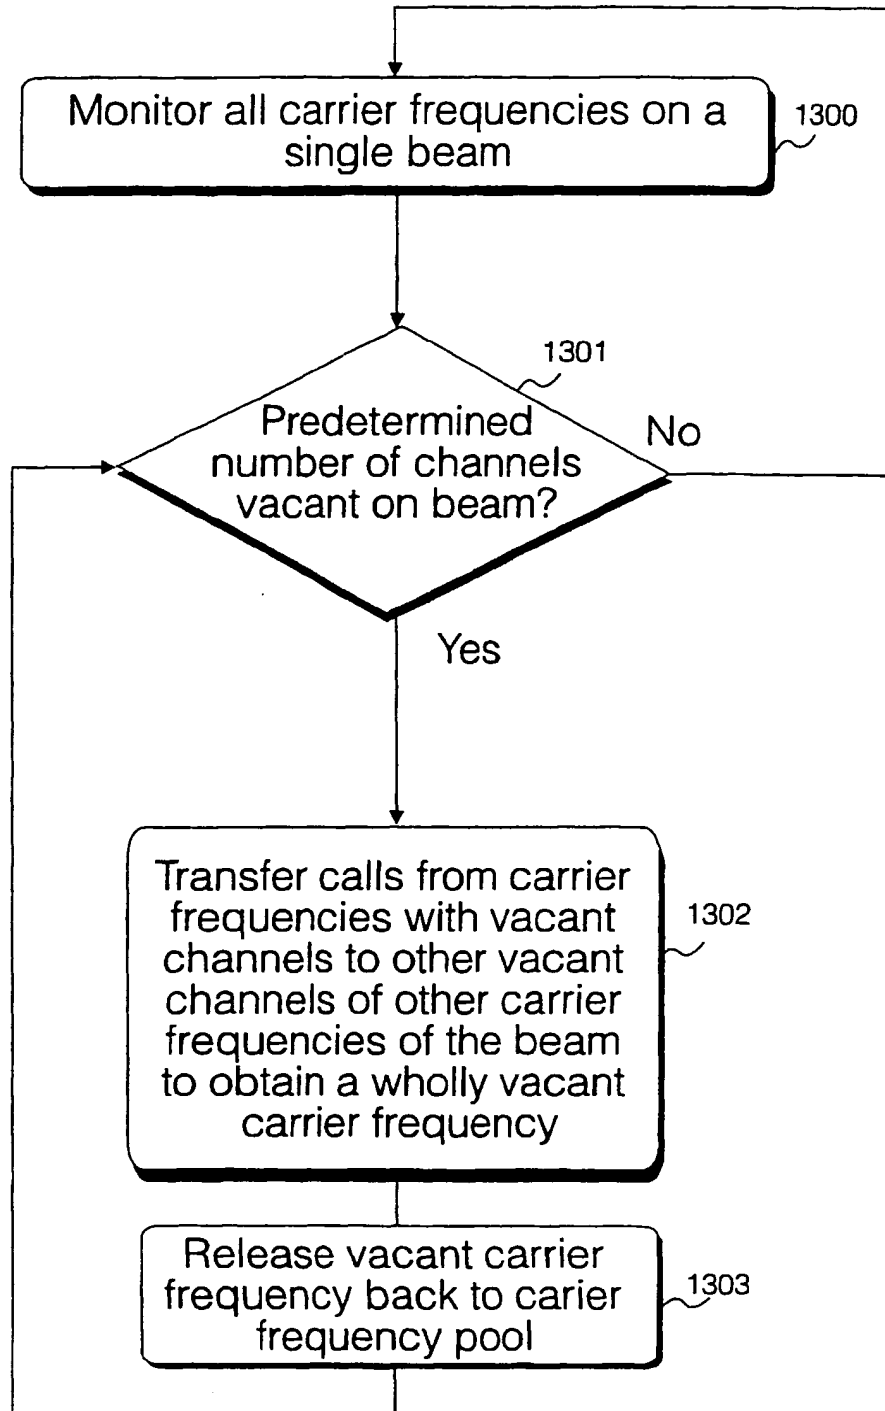 Monitor all carrier frequencies on a
single beam
1300
1301
Predetermined
number of channels
vacant on beam?
No
Yes
Transfer calls from carrier
frequencies with vacant
channels to other vacant
channels of other carrier
frequencies of the beam
to obtain a wholly vacant
carrier frequency
1302
Release vacant carrier
frequency back to carier
frequency pool
1303